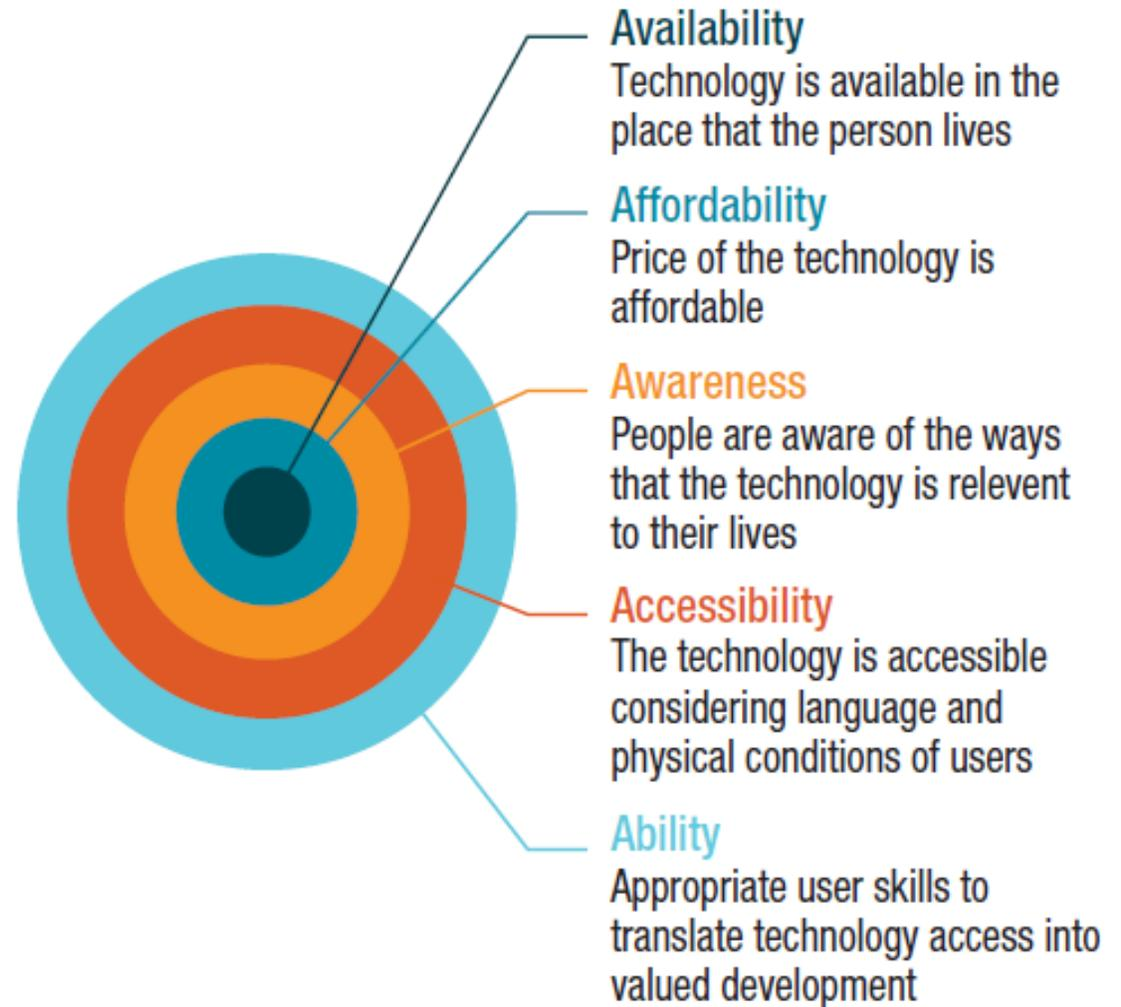 Availability
Technology is available in the
place that the person lives
Affordability
Price of the technology is
affordable
Awareness
People are aware of the ways
that the technology is relevent
to their lives
Accessibility
The technology is accessible
considering language and
physical conditions of users
Ability
Appropriate user skills to
translate technology access into
valued development